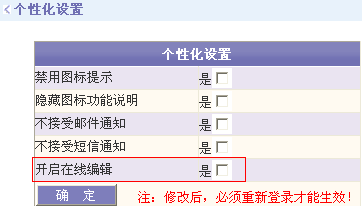 个性化设置
个性化设置
禁用图标提示 是
隐藏图标功能说明 是
不接受邮件通知 是
不接受短信通知 是
开启在线编辑 是
确 定 注：修改后，必须重新登录才能生效！